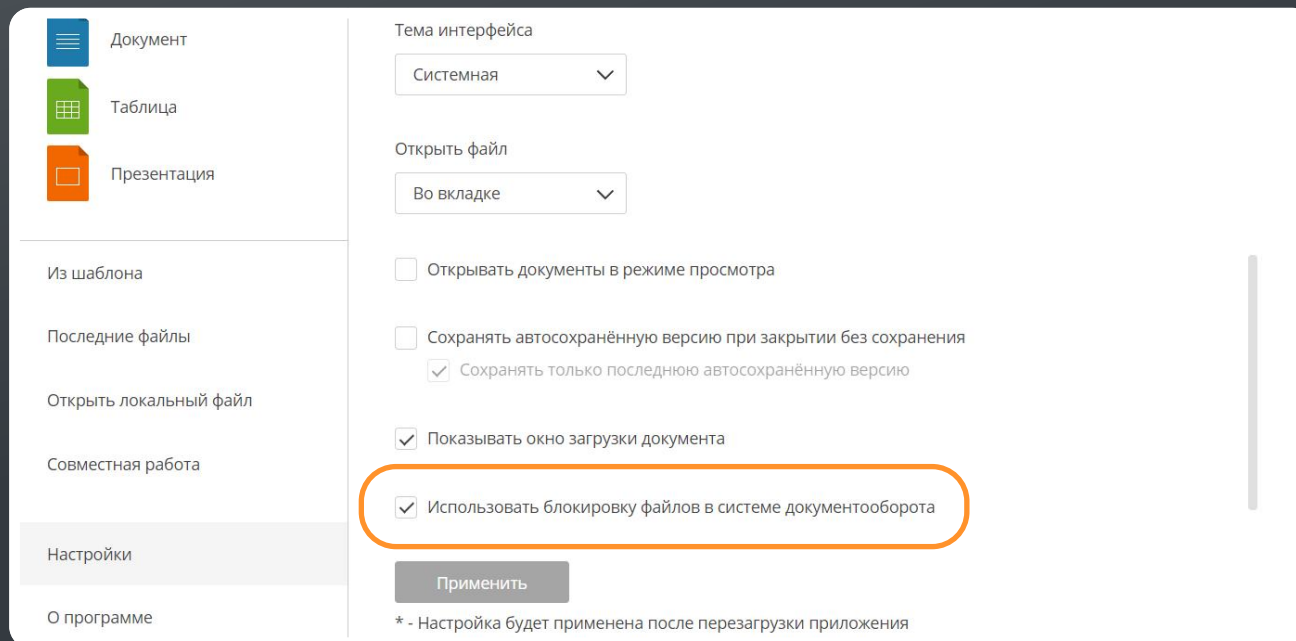 Документ
Таблица
Презентация
Из шаблона
Последние файлы
Открыть локальный файл
Совместная работа
Настройки
О программе
Тема интерфейса
Системная
Открыть файл
Во вкладке
Открывать документы в режиме просмотра
Сохранять автосохранённую версию при закрытии без сохранения
Сохранять только последнюю автосохранённую версию
Показывать окно загрузки документа
Использовать блокировку файлов в системе документооборота
Применить
* - Настройка будет применена после перезагрузки приложения